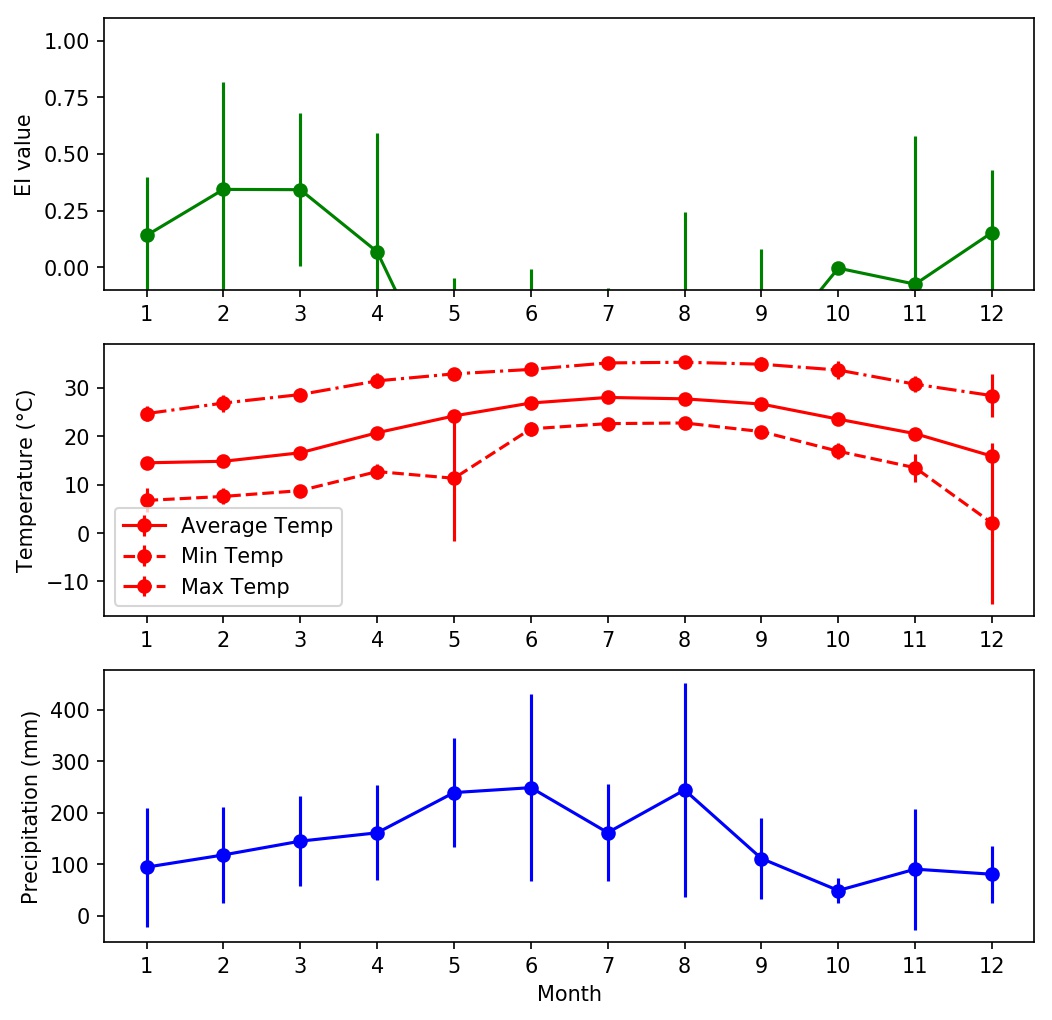 EI value
1.00
0.75
0.50
0.25
0.00
1 2 3 4 5 6 7 8 9 10 11 12
Temperature (°C)
30
20
10
0
−10
Average Temp
Min Temp
Max Temp
1 2 3 4 5 6 7 8 9 10 11 12
Precipitation (mm)
400
300
200
100
0
1 2 3 4 5 6 7 8 9 10 11 12
Month